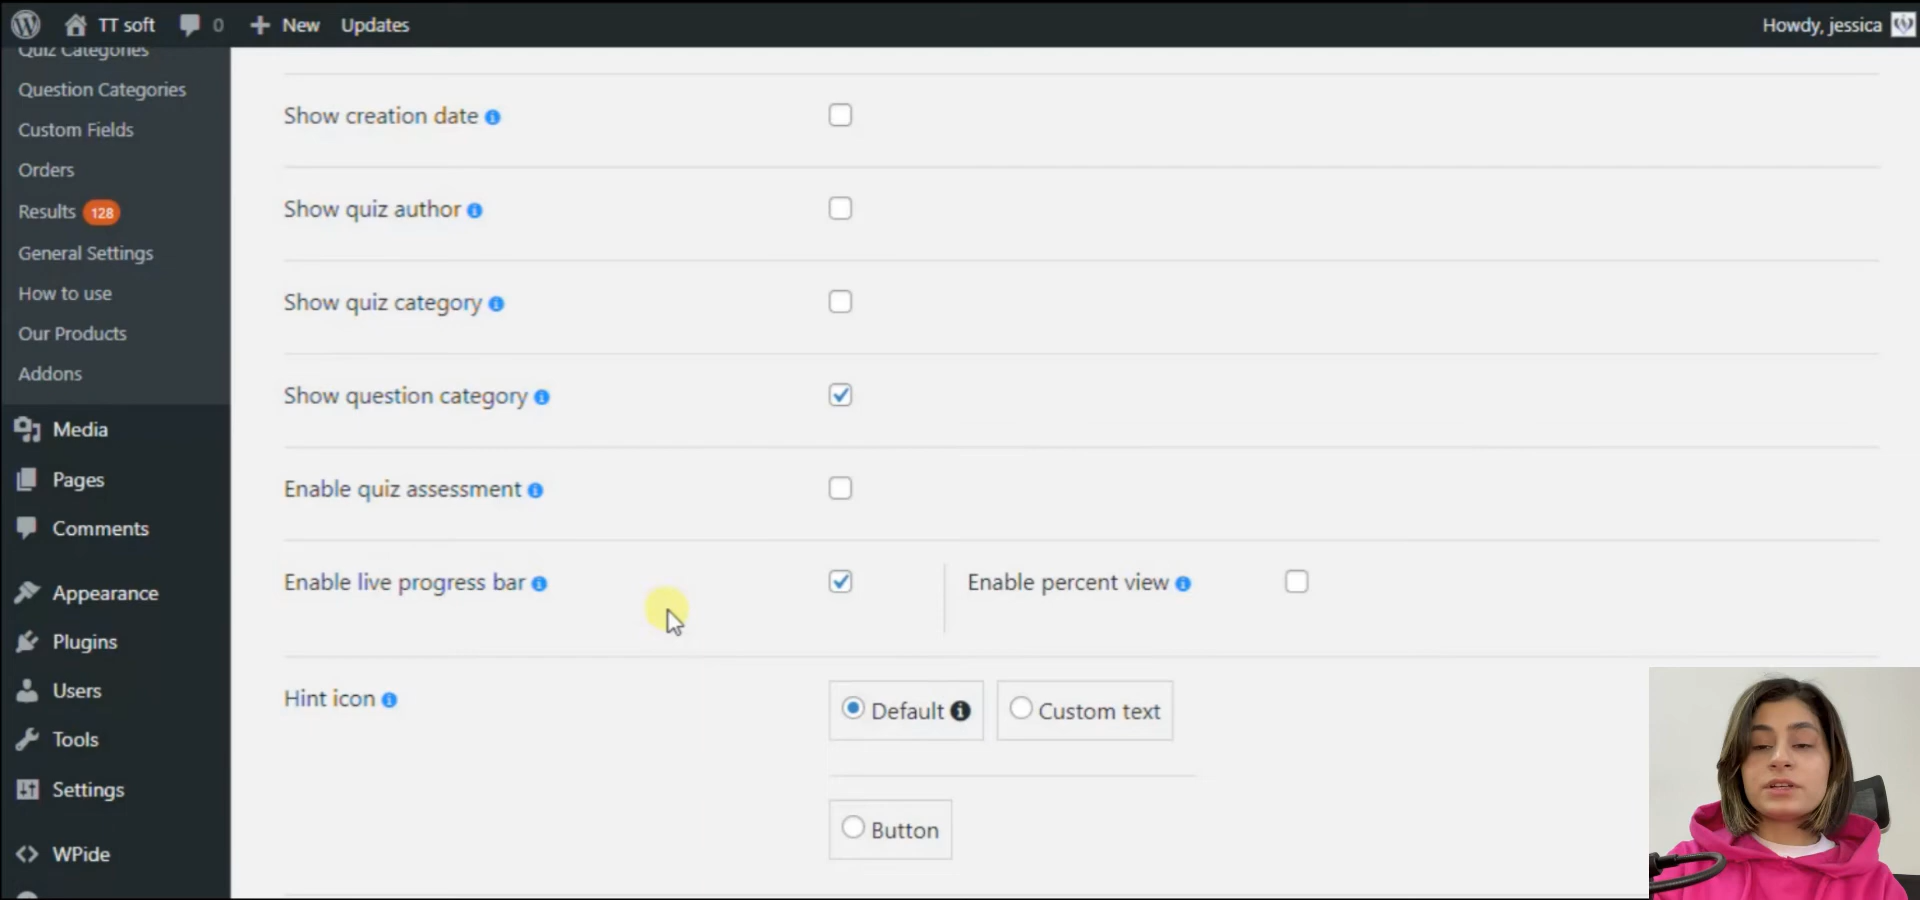 TT soft
0
New
Updates
Howdy, jessica
Quiz Categories
Question Categories
Custom Fields
Orders
Results 128
General Settings
How to use
Our Products
Addons
Media
Pages
Comments
Appearance
Plugins
Users
Tools
Settings
WPide
Show creation date
Show quiz author
Show quiz category
Show question category
Enable quiz assessment
Enable live progress bar
Enable percent view
Hint icon
Default
Custom text
Button